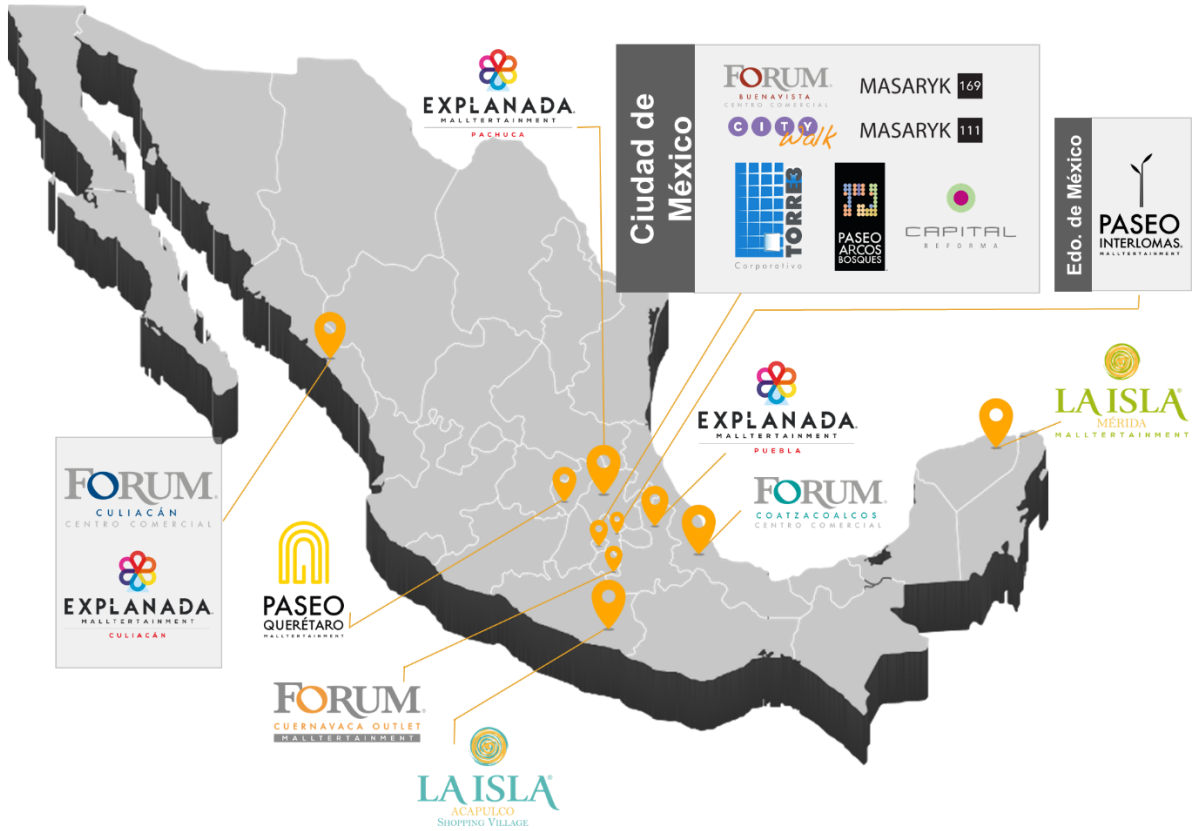 EXPLANADA.
MALLTERTAINMENT
PACHUCA
Ciudad de
México
FORUM.
BUENAVISTA
CENTRO COMERCIAL
MASARYK 169
CITY
Walk
MASARYK 111
TORRE3
Corporativo
PASEO
ARCOS
BOSQUES
CAPITAL
REFORMA
Edo. de México
PASEO
INTERLOMAS.
MALLTERTAINMENT
LA ISLA
MÉRIDA
MALLTERTAINMENT
EXPLANADA.
MALLTERTAINMENT
PUEBLA
FORUM.
COATZACOALCOS
CENTRO COMERCIAL
FORUM.
CULIACÁN
CENTRO COMERCIAL
EXPLANADA.
MALLTERTAINMENT
CULIACÁN
PASEO
QUERÉTARO
MALLTERTAINMENT
FORUM.
CUERNAVACA OUTLET
MALLTERTAINMENT
LA ISLA
ACAPULCO
SHOPPING VILLAGE